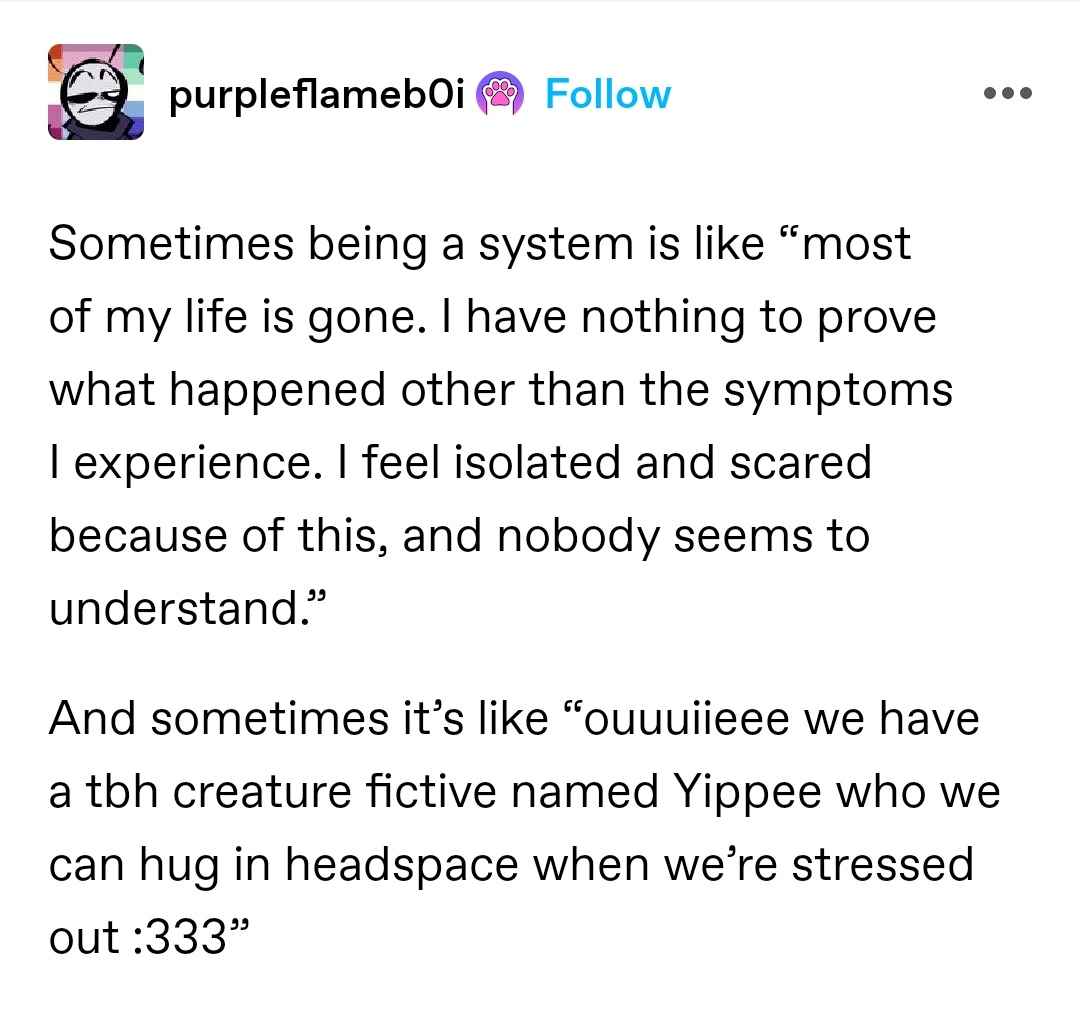 purpleflameb0i Follow
Sometimes being a system is like “most
of my life is gone. I have nothing to prove
what happened other than the symptoms
I experience. I feel isolated and scared
because of this, and nobody seems to
understand.”
And sometimes it’s like “ouuuiieee we have
a tbh creature fictive named Yippee who we
can hug in headspace when we’re stressed
out :333”